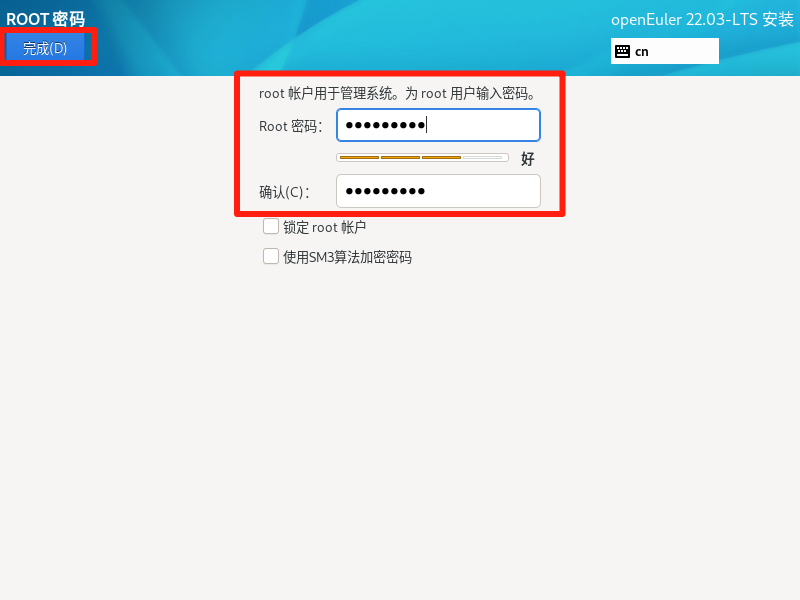 ROOT 密码
openEuler 22.03-LTS 安装
完成(D)
cn
root 帐户用于管理系统。为 root 用户输入密码。
Root 密码：
●●●●●●●●●
好
确认(C)：
●●●●●●●●●
锁定 root 帐户
使用SM3算法加密密码